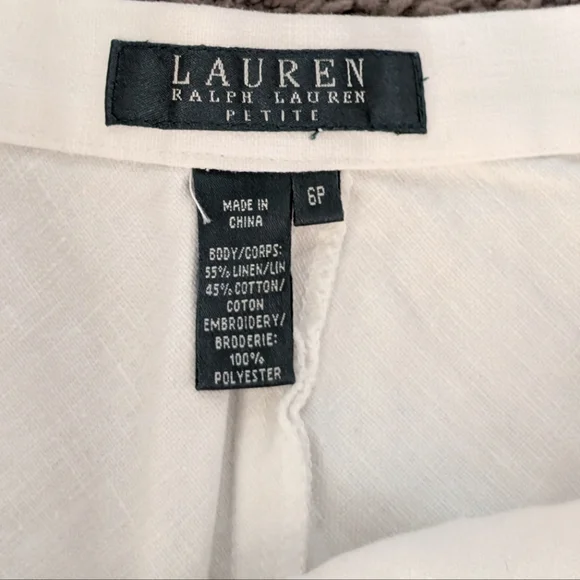 LAUREN
RALPH LAUREN
PETITE
6P
MADE IN
CHINA
BODY/CORPS:
55% LINEN/LIN
45% COTTON/
COTON
EMBROIDERY/
BRODERIE:
100%
POLYESTER